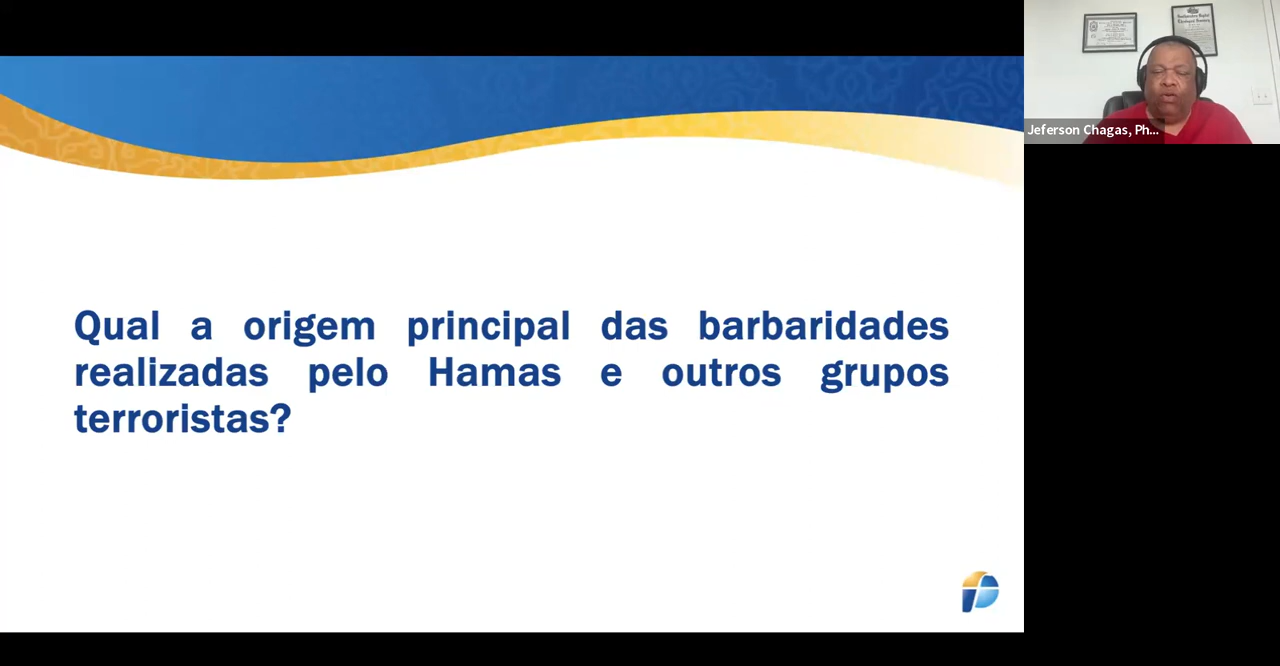 Qual a origem principal das barbaridades
realizadas pelo Hamas e outros grupos
terroristas?
Jeferson Chagas, Ph...